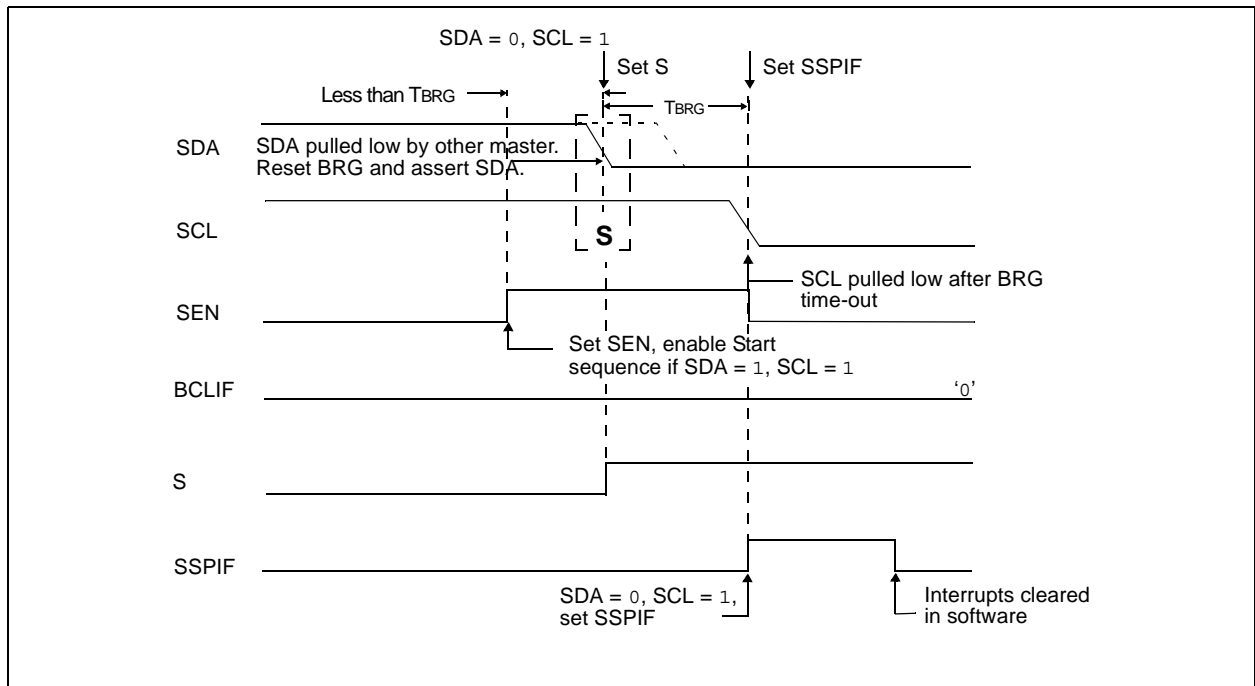 SDA = 0, SCL = 1
Set S
Set SSPIF
Less than TBRG
TBRG
SDA
SDA pulled low by other master.
Reset BRG and assert SDA.
SCL
S
SCL pulled low after BRG
time-out
SEN
Set SEN, enable Start
sequence if SDA = 1, SCL = 1
BCLIF
‘0’
S
SSPIF
SDA = 0, SCL = 1,
set SSPIF
Interrupts cleared
in software